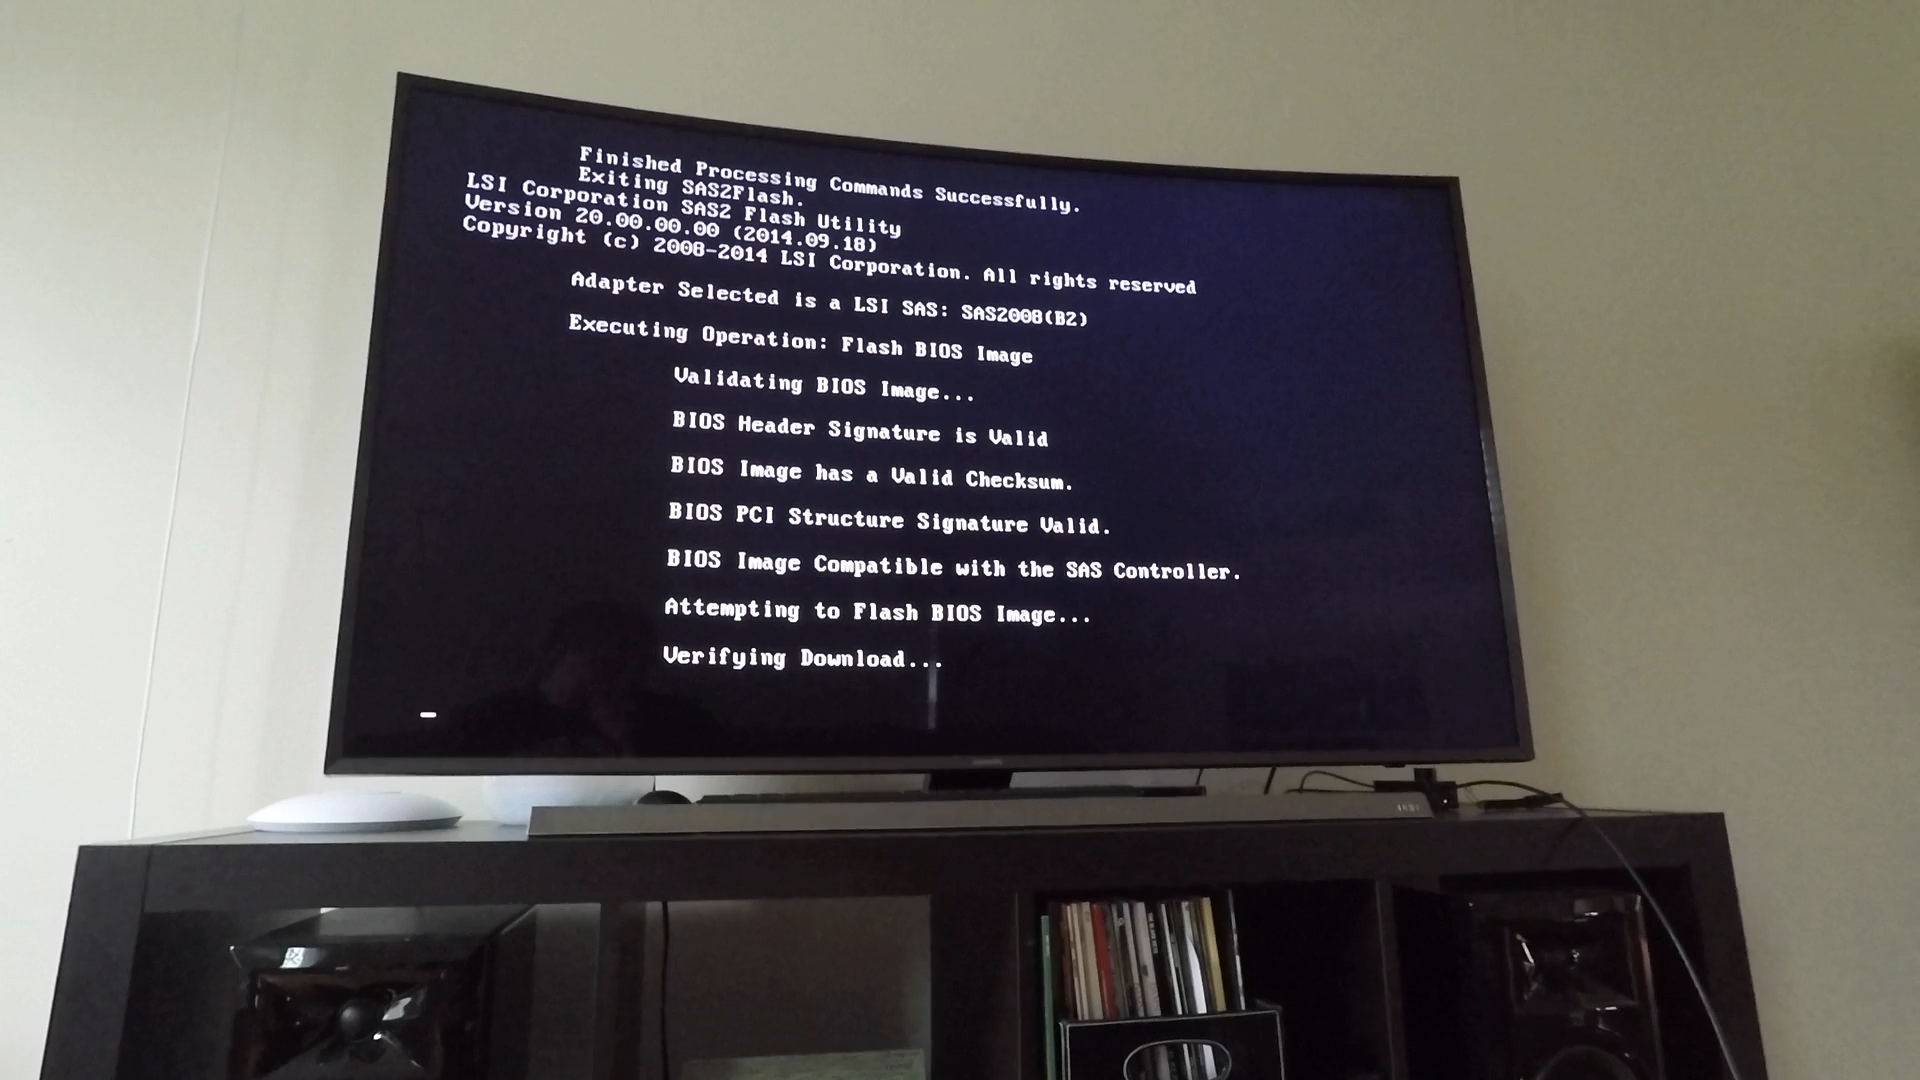 Finished Processing Commands Successfully.
Exiting SAS2Flash.
LSI Corporation SAS2 Flash Utility
Version 20.00.00.00 (2014.09.18)
Copyright (c) 2008-2014 LSI Corporation. All rights reserved
Adapter Selected is a LSI SAS: SAS2008(B2)
Executing Operation: Flash BIOS Image
Validating BIOS Image...
BIOS Header Signature is Valid
BIOS Image has a Valid Checksum.
BIOS PCI Structure Signature Valid.
BIOS Image Compatible with the SAS Controller.
Attempting to Flash BIOS Image...
Verifying Download...